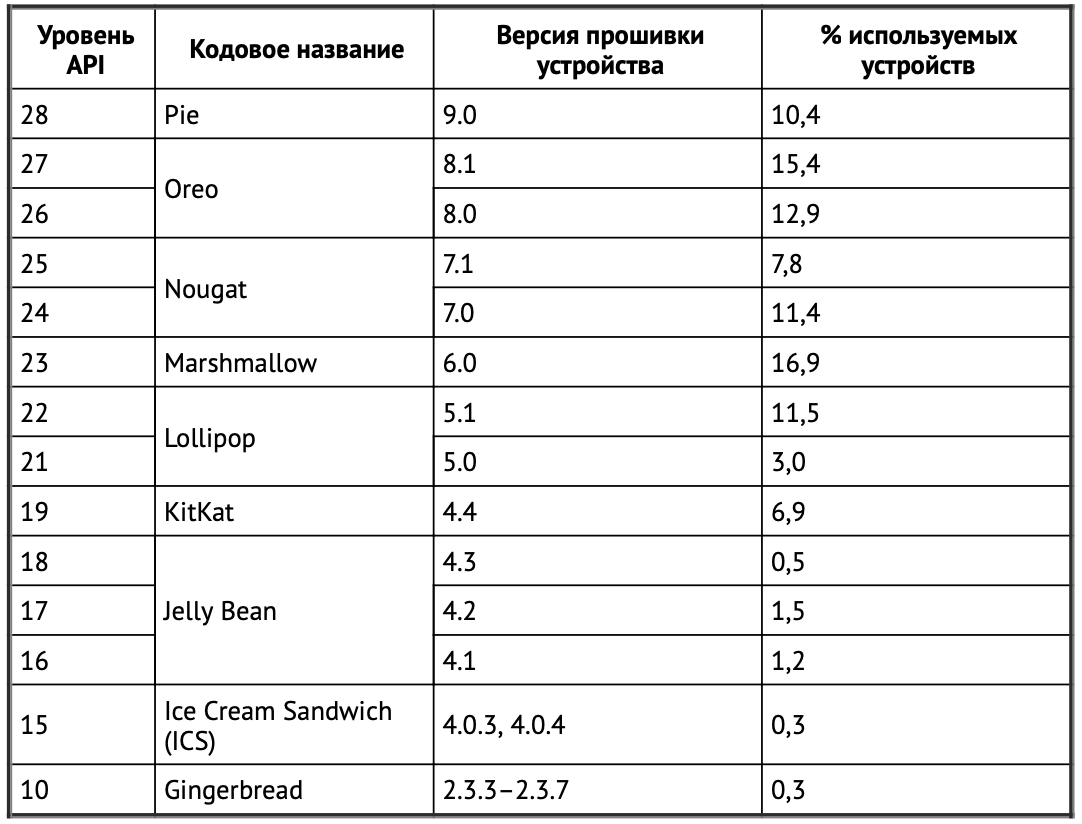 Уровень API Кодовое название Версия прошивки устройства % используемых устройств
28 Pie 9.0 10,4
27 Oreo 8.1 15,4
26 8.0 12,9
25 Nougat 7.1 7,8
24 7.0 11,4
23 Marshmallow 6.0 16,9
22 Lollipop 5.1 11,5
21 5.0 3,0
19 KitKat 4.4 6,9
18 Jelly Bean 4.3 0,5
17 4.2 1,5
16 4.1 1,2
15 Ice Cream Sandwich (ICS) 4.0.3, 4.0.4 0,3
10 Gingerbread 2.3.3–2.3.7 0,3